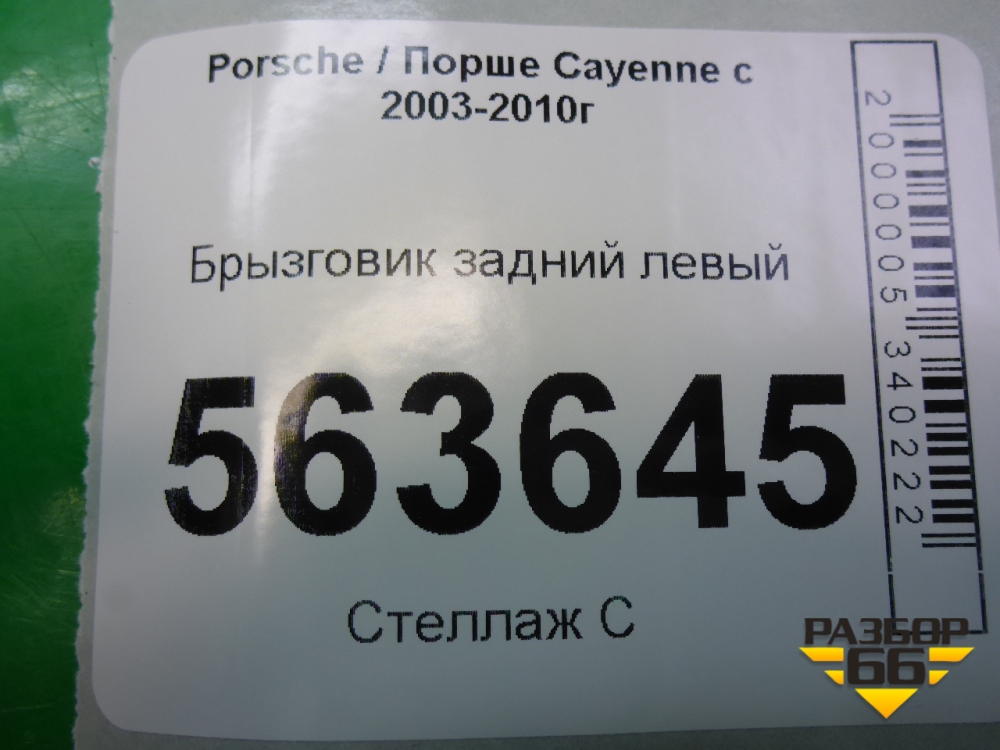 Porsche / Порше Cayenne с
2003-2010г
Брызговик задний левый
563645
Стеллаж С
2000005340222
РАЗБОР
66